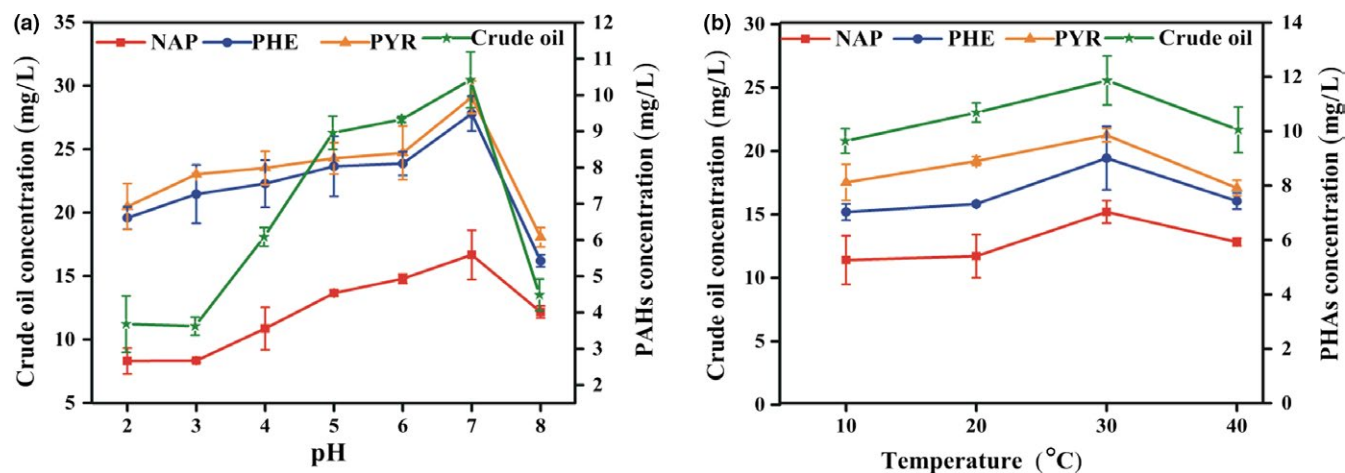 (a)
35
30
25
20
15
10
5
Crude oil concentration (mg/L)
NAP PHE PYR Crude oil
12
11
10
9
8
7
6
5
4
3
2
PAHs concentration (mg/L)
2 3 4 5 6 7 8
pH
(b)
30
25
20
15
10
5
0
Crude oil concentration (mg/L)
NAP PHE PYR Crude oil
14
12
10
8
6
4
2
0
PHAs concentration (mg/L)
10 20 30 40
Temperature (°C)